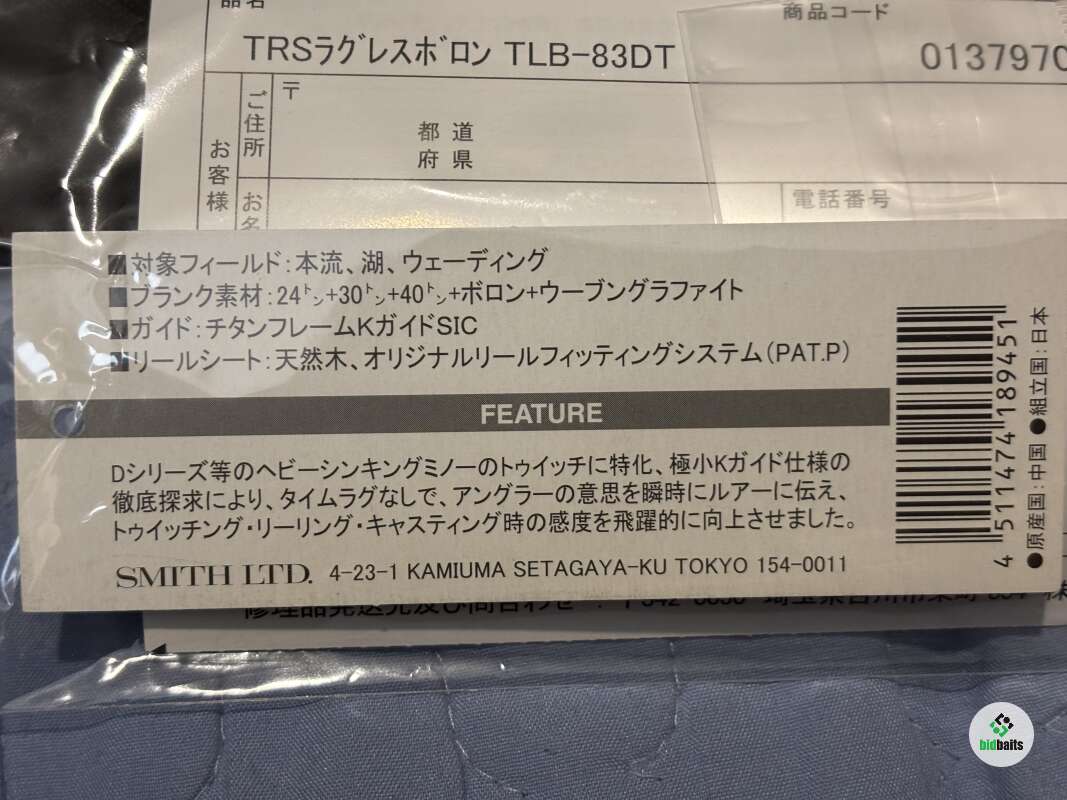 品名
商品コード
TRSﾗｸﾞﾚｽﾎﾞﾛﾝ TLB-83DT
0137970
〒
ご住所
都 道
府 県
お客様
お名
電話番号
■対象フィールド：本流、湖、ウェーディング
■ブランク素材：24㌧+30㌧+40㌧+ボロン+ウーブングラファイト
■ガイド：チタンフレームKガイドSIC
■リールシート：天然木、オリジナルリールフィッティングシステム(PAT.P)
FEATURE
Dシリーズ等のヘビーシンキングミノーのトゥイッチに特化、極小Kガイド仕様の
徹底探求により、タイムラグなしで、アングラーの意思を瞬時にルアーに伝え、
トゥイッチング・リーリング・キャスティング時の感度を飛躍的に向上させました。
SMITH LTD. 4-23-1 KAMIUMA SETAGAYA-KU TOKYO 154-0011
4 511474 189451
●原産国：中国 ●組立国：日本
bidbaits